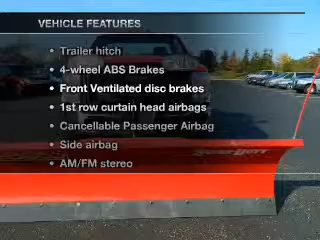 VEHICLE FEATURES
• Trailer hitch
• 4-wheel ABS Brakes
• Front Ventilated disc brakes
• 1st row curtain head airbags
• Cancellable Passenger Airbag
• Side airbag
• AM/FM stereo